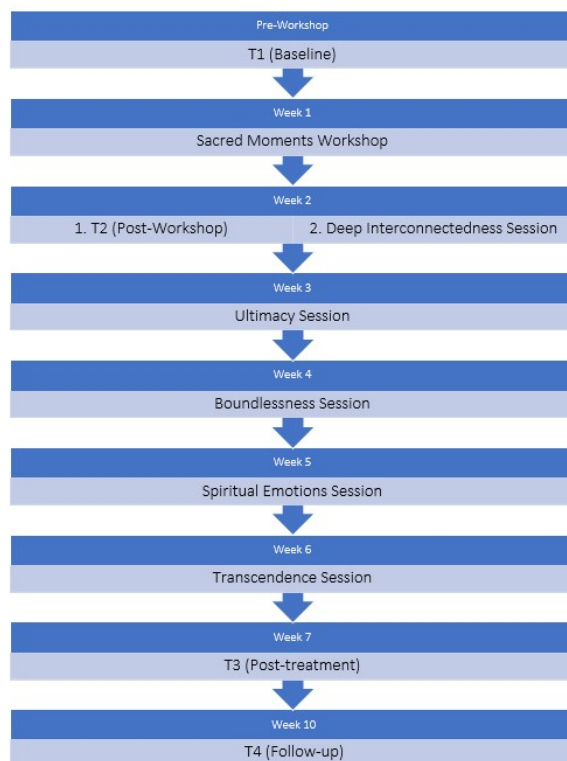 Pre-Workshop
T1 (Baseline)
Week 1
Sacred Moments Workshop
Week 2
1. T2 (Post-Workshop)
2. Deep Interconnectedness Session
Week 3
Ultimacy Session
Week 4
Boundlessness Session
Week 5
Spiritual Emotions Session
Week 6
Transcendence Session
Week 7
T3 (Post-treatment)
Week 10
T4 (Follow-up)